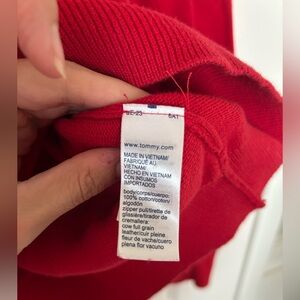 www.tommy.com
MADE IN VIETNAM/
FABRIQUÉ AU
VIETNAM/
HECHO EN VIETNAM
CON INSUMOS
IMPORTADOS
body/corps/cuerpo:
100% cotton/coton/
algodón
zipper pull/tirette de
glissière/tirador de
cremallera:
cow full grain
leather/cuir pleine
fleur de vache/cuero
plena flor vacuno